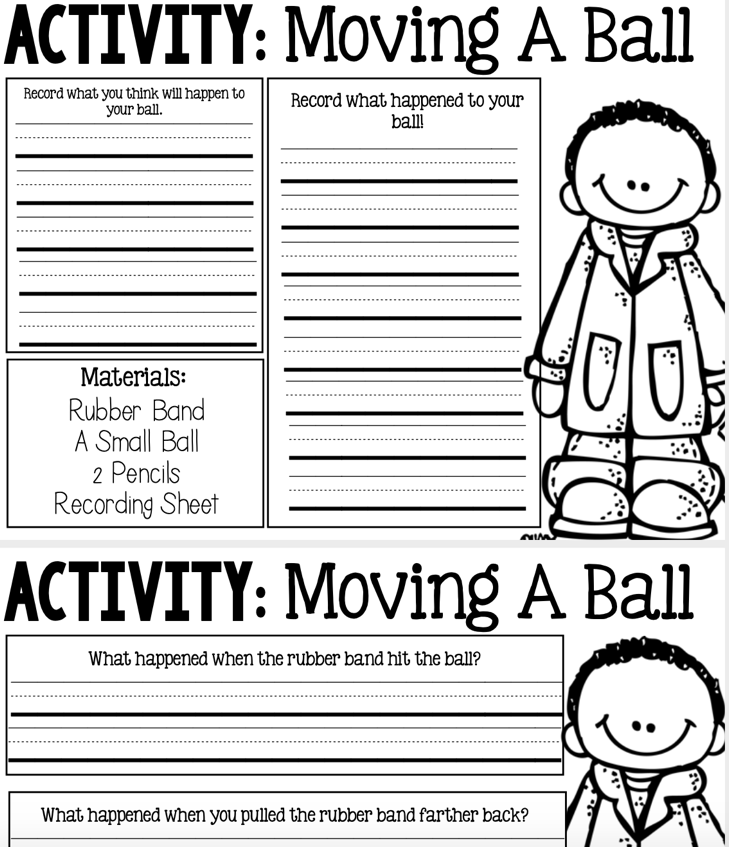 ACTIVITY: Moving A Ball
Record what you think will happen to
your ball.
Materials:
Rubber Band
A Small Ball
2 Pencils
Recording Sheet
Record what happened to your
ball!
ACTIVITY: Moving A Ball
What happened when the rubber band hit the ball?
What happened when you pulled the rubber band farther back?